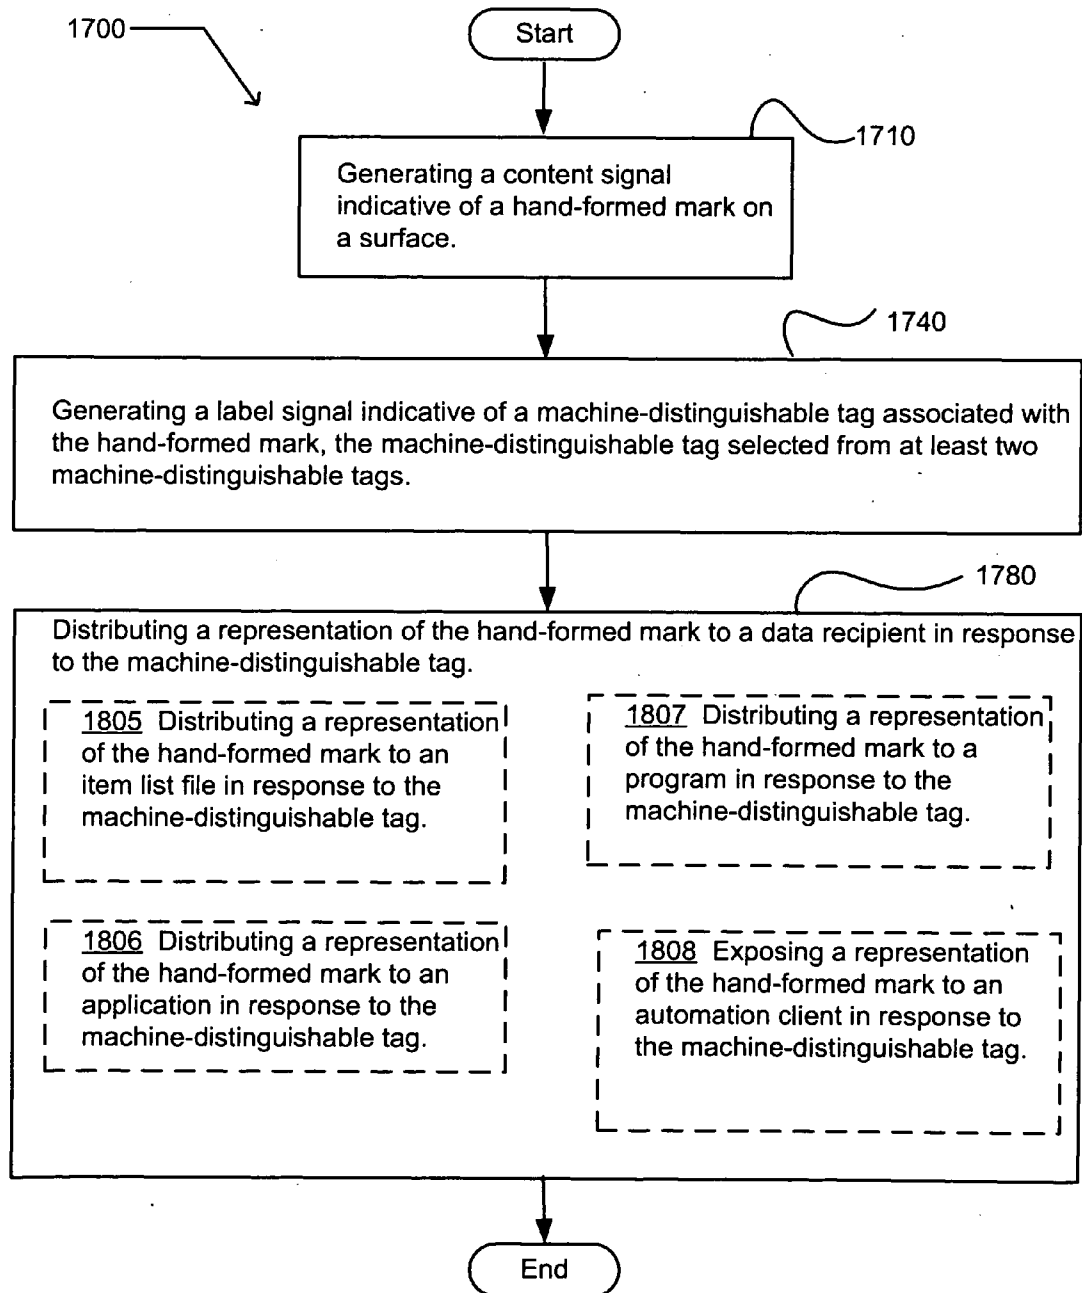 1700
Start
1710
Generating a content signal
indicative of a hand-formed mark on
a surface.
1740
Generating a label signal indicative of a machine-distinguishable tag associated with
the hand-formed mark, the machine-distinguishable tag selected from at least two
machine-distinguishable tags.
1780
Distributing a representation of the hand-formed mark to a data recipient in response
to the machine-distinguishable tag.
1805 Distributing a representation
of the hand-formed mark to an
item list file in response to the
machine-distinguishable tag.
1807 Distributing a representation
of the hand-formed mark to a
program in response to the
machine-distinguishable tag.
1806 Distributing a representation
of the hand-formed mark to an
application in response to the
machine-distinguishable tag.
1808 Exposing a representation
of the hand-formed mark to an
automation client in response to
the machine-distinguishable tag.
End